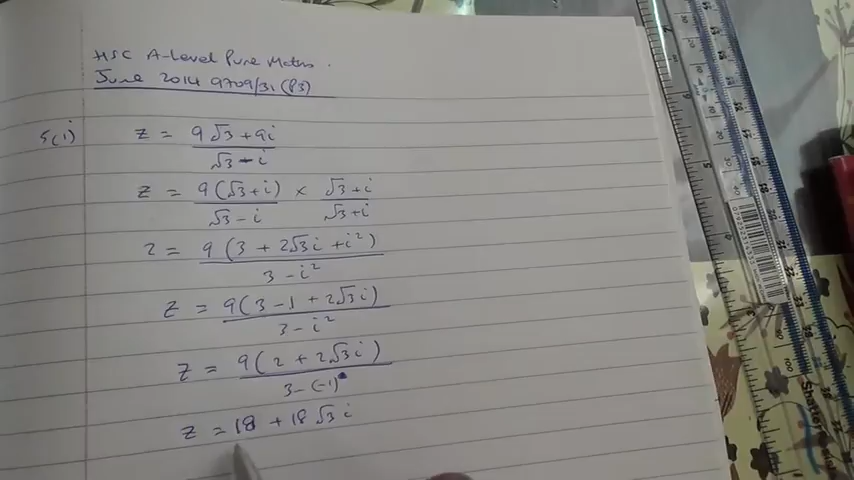 HSC A-Level Pure Maths.
June 2014 9709/31 (P3)
5(i) z = 9√3+9i / √3-i
z = 9(√3+i) / √3-i × √3+i / √3+i
z = 9(3+2√3i+i²) / 3-i²
z = 9(3-1+2√3i) / 3-i²
z = 9(2+2√3i) / 3-(-1)
z = 18 + 18√3i
Shatter